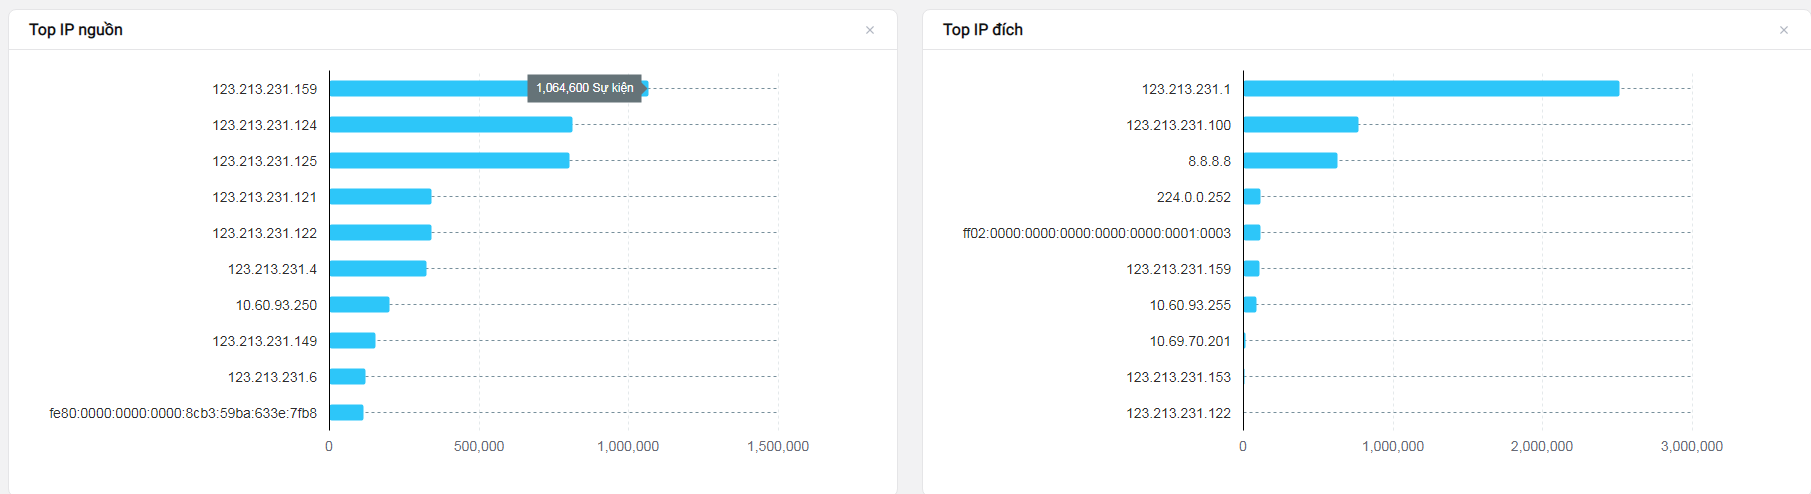 Top IP nguồn
123.213.231.159
1,064,600 Sự kiện
123.213.231.124
123.213.231.125
123.213.231.121
123.213.231.122
123.213.231.4
10.60.93.250
123.213.231.149
123.213.231.6
fe80:0000:0000:0000:8cb3:59ba:633e:7fb8
0 500,000 1,000,000 1,500,000
Top IP đích
123.213.231.1
123.213.231.100
8.8.8.8
224.0.0.252
ff02:0000:0000:0000:0000:0000:0001:0003
123.213.231.159
10.60.93.255
10.69.70.201
123.213.231.153
123.213.231.122
0 1,000,000 2,000,000 3,000,000